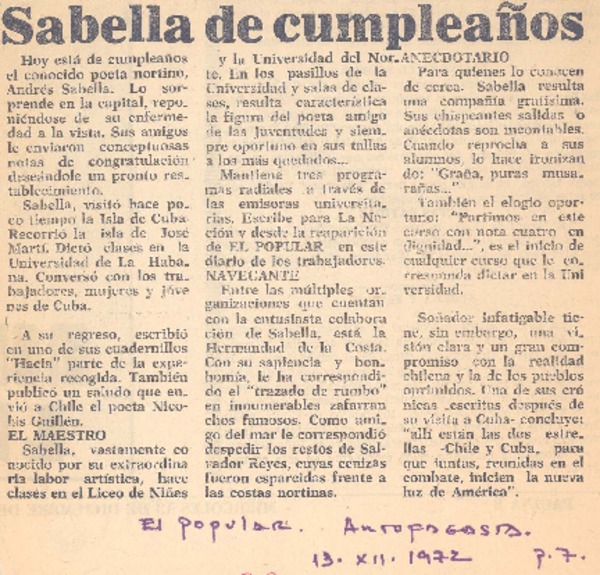 Sabella de cumpleaños
Hoy está de cumpleaños
el conocido poeta nortino,
Andrés Sabella. Lo sor-
prende en la capital, repo-
niéndose de su enferme-
dad a la vista. Sus amigos
le enviaron conceptuosas
notas de congratulación
deseándole un pronto res-
tablecimiento.
Sabella, visitó hace po-
co tiempo la Isla de Cuba
Recorrió la isla de José
Martí. Dictó clases en la
Universidad de La Haba-
na. Conversó con los tra-
bajadores, mujeres y jóve
nes de Cuba.
A su regreso, escribió
en uno de sus cuadernillos
"Hacia" parte de la expe-
riencia recogida. También
publicó un saludo que en-
vió a Chile el poeta Nico-
lás Guillén.
EL MAESTRO
Sabella, vastamente co
nocido por su extraordina
ria labor artística, hace
clases en el Liceo de Niñas
y la Universidad del Nor-
te. En los pasillos de la
Universidad y salas de cla-
ses, resulta característica
la figura del poeta amigo
de las juventudes y siem-
pre oportuno en sus tallas
a los más quedados...
Mantiene tres progra-
mas radiales a través de
las emisoras universita-
rias. Escribe para La Na-
ción y desde la reaparición
de EL POPULAR en este
diario de los trabajadores.
NAVEGANTE
Entre las múltiples or-
ganizaciones que cuentan
con la entusiasta colabora
ción de Sabella, está la
Hermandad de la Costa.
Con su sapiencia y bon-
homía, le ha correspondi-
do el "trazado de rumbo"
en innumerables zafarran
chos famosos. Como ami-
go del mar le correspondió
despedir los restos de Sal-
vador Reyes, cuyas cenizas
fueron esparcidas frente a
las costas nortinas.
ANECDOTARIO
Para quienes lo conocen
de cerca. Sabella resulta
una compañía gratísima.
Sus chispeantes salidas o
anécdotas son incontables.
Cuando reprocha a sus
alumnos, lo hace ironizan
do: "Graña, puras musa-
rañas..."
También el elogio opor-
tuno: "Partimos en este
curso con nota cuatro en
dignidad...", es el inicio de
cualquier curso que le co-
rresponda dictar en la Uni
versidad.
Soñador infatigable tie-
ne, sin embargo, una vi-
sión clara y un gran com-
promiso con la realidad
chilena y la de los pueblos
oprimidos. Una de sus cró
nicas escritas después de
su visita a Cuba- concluye:
"allí están las dos estre-
llas -Chile y Cuba, para
que juntas, reunidas en el
combate, inicien la nueva
luz de América".
El Popular. Antofagasta.
13. XII. 1972 p. 7.